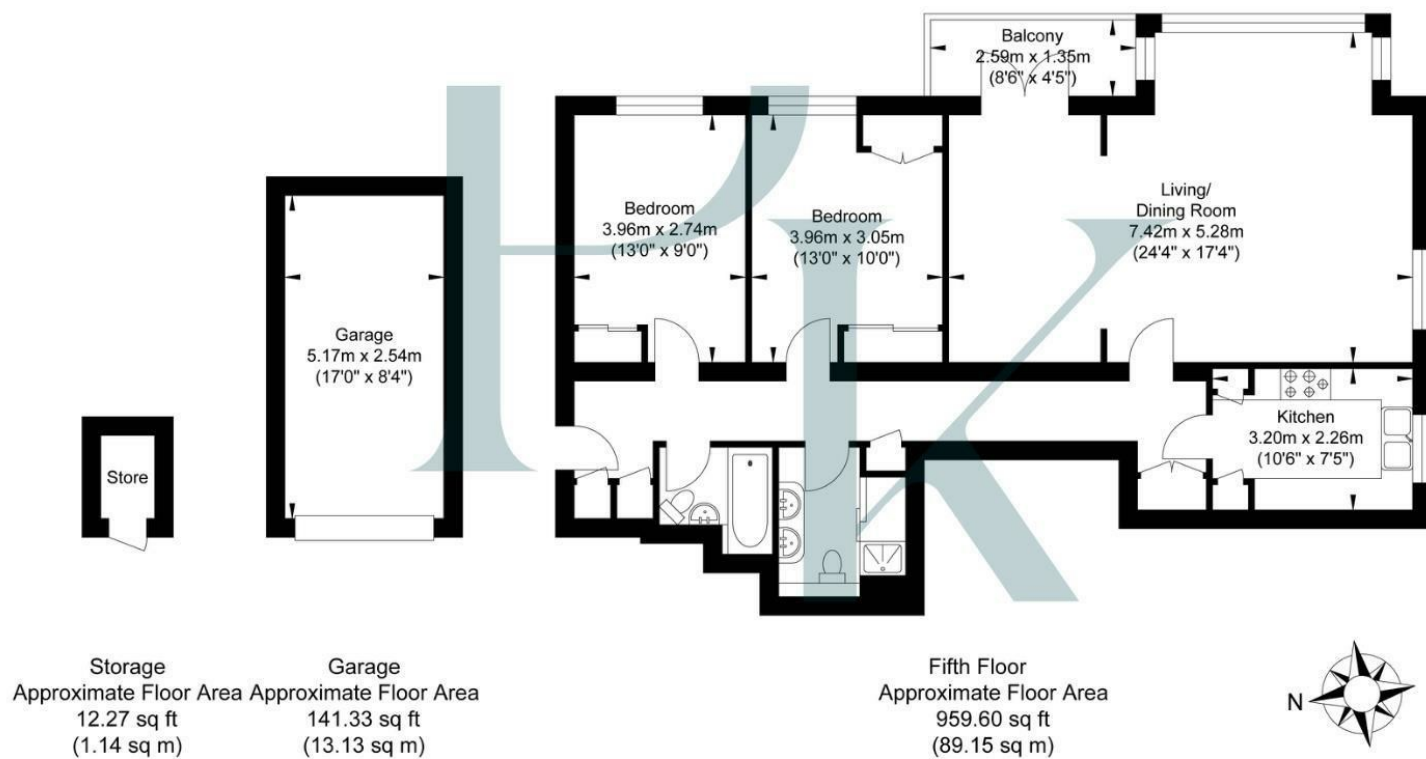 Balcony
2.59m x 1.35m
(8'6" x 4'5")
Living/
Dining Room
7.42m x 5.28m
(24'4" x 17'4")
Bedroom
3.96m x 2.74m
(13'0" x 9'0")
Bedroom
3.96m x 3.05m
(13'0" x 10'0")
Garage
5.17m x 2.54m
(17'0" x 8'4")
Kitchen
3.20m x 2.26m
(10'6" x 7'5")
Store
Storage
Approximate Floor Area
12.27 sq ft
(1.14 sq m)
Garage
Approximate Floor Area
141.33 sq ft
(13.13 sq m)
Fifth Floor
Approximate Floor Area
959.60 sq ft
(89.15 sq m)
N